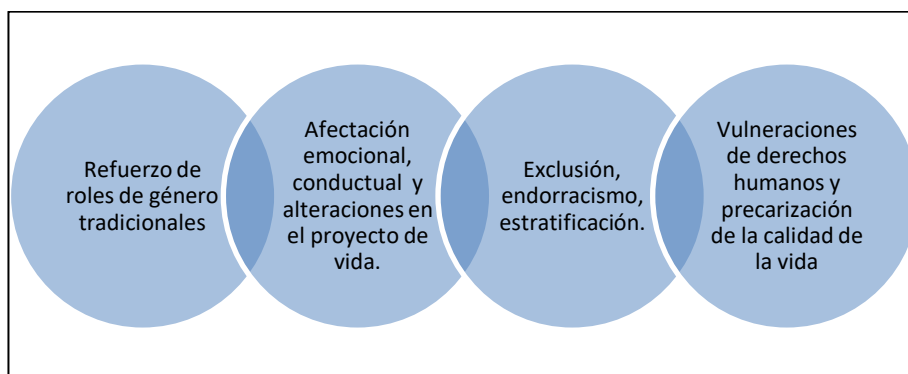 Refuerzo de
roles de género
tradicionales
Afectación
emocional,
conductual y
alteraciones en
el proyecto de
vida.
Exclusión,
endorracismo,
estratificación.
Vulneraciones
de derechos
humanos y
precarización
de la calidad de
la vida